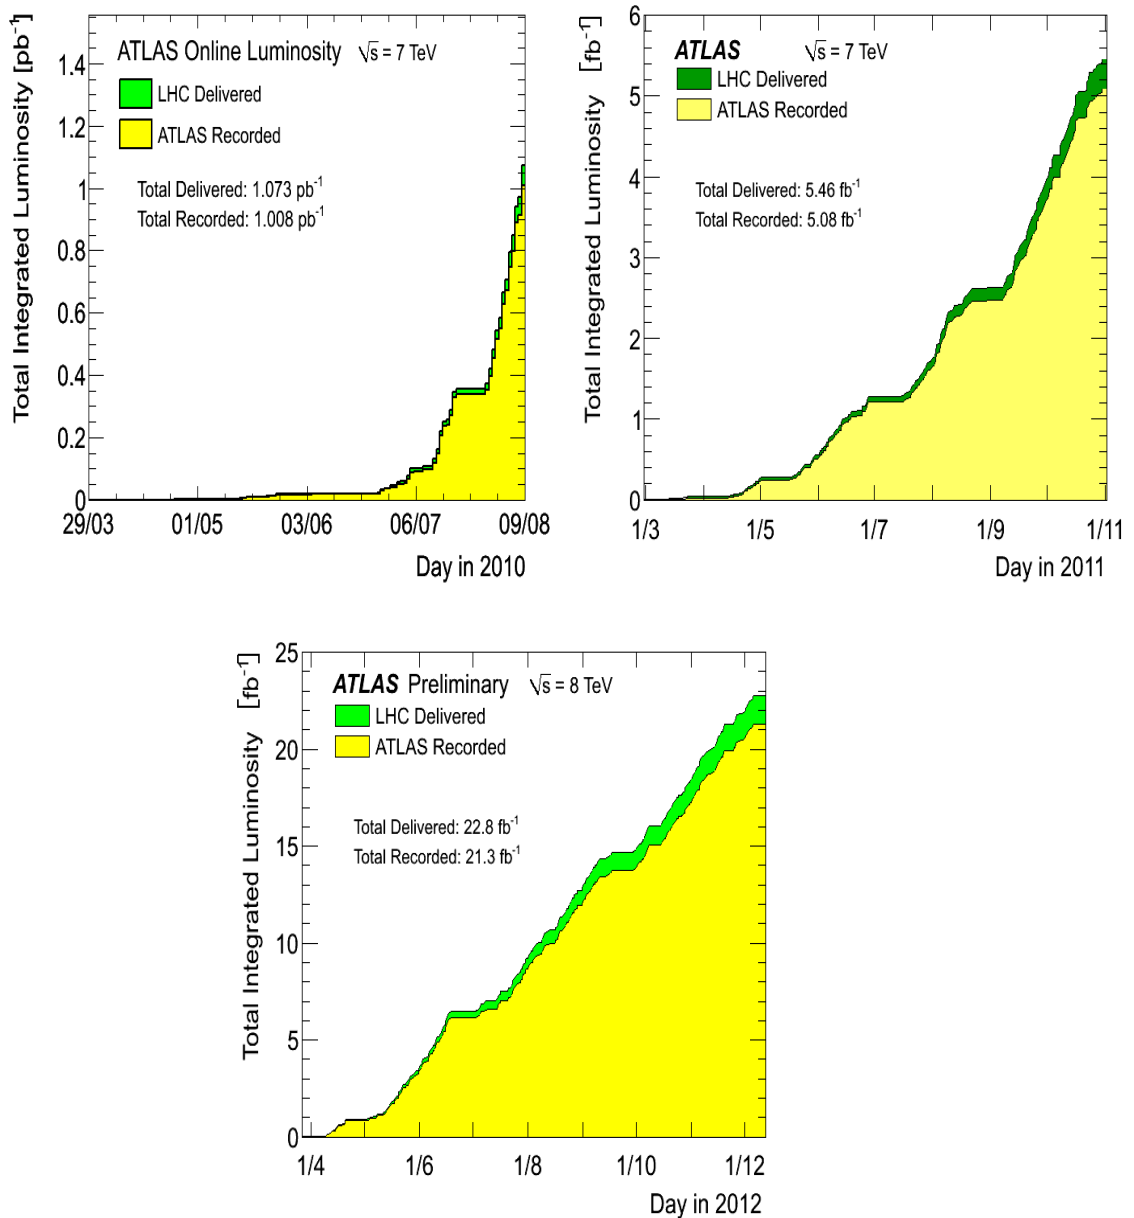 Total Integrated Luminosity [pb⁻¹]
ATLAS Online Luminosity √s = 7 TeV
LHC Delivered
ATLAS Recorded
Total Delivered: 1.073 pb⁻¹
Total Recorded: 1.008 pb⁻¹
1.4
1.2
1
0.8
0.6
0.4
0.2
0
29/03 01/05 03/06 06/07 09/08
Day in 2010
Total Integrated Luminosity [fb⁻¹]
ATLAS √s = 7 TeV
LHC Delivered
ATLAS Recorded
Total Delivered: 5.46 fb⁻¹
Total Recorded: 5.08 fb⁻¹
6
5
4
3
2
1
0
1/3 1/5 1/7 1/9 1/11
Day in 2011
Total Integrated Luminosity [fb⁻¹]
ATLAS Preliminary √s = 8 TeV
LHC Delivered
ATLAS Recorded
Total Delivered: 22.8 fb⁻¹
Total Recorded: 21.3 fb⁻¹
25
20
15
10
5
0
1/4 1/6 1/8 1/10 1/12
Day in 2012